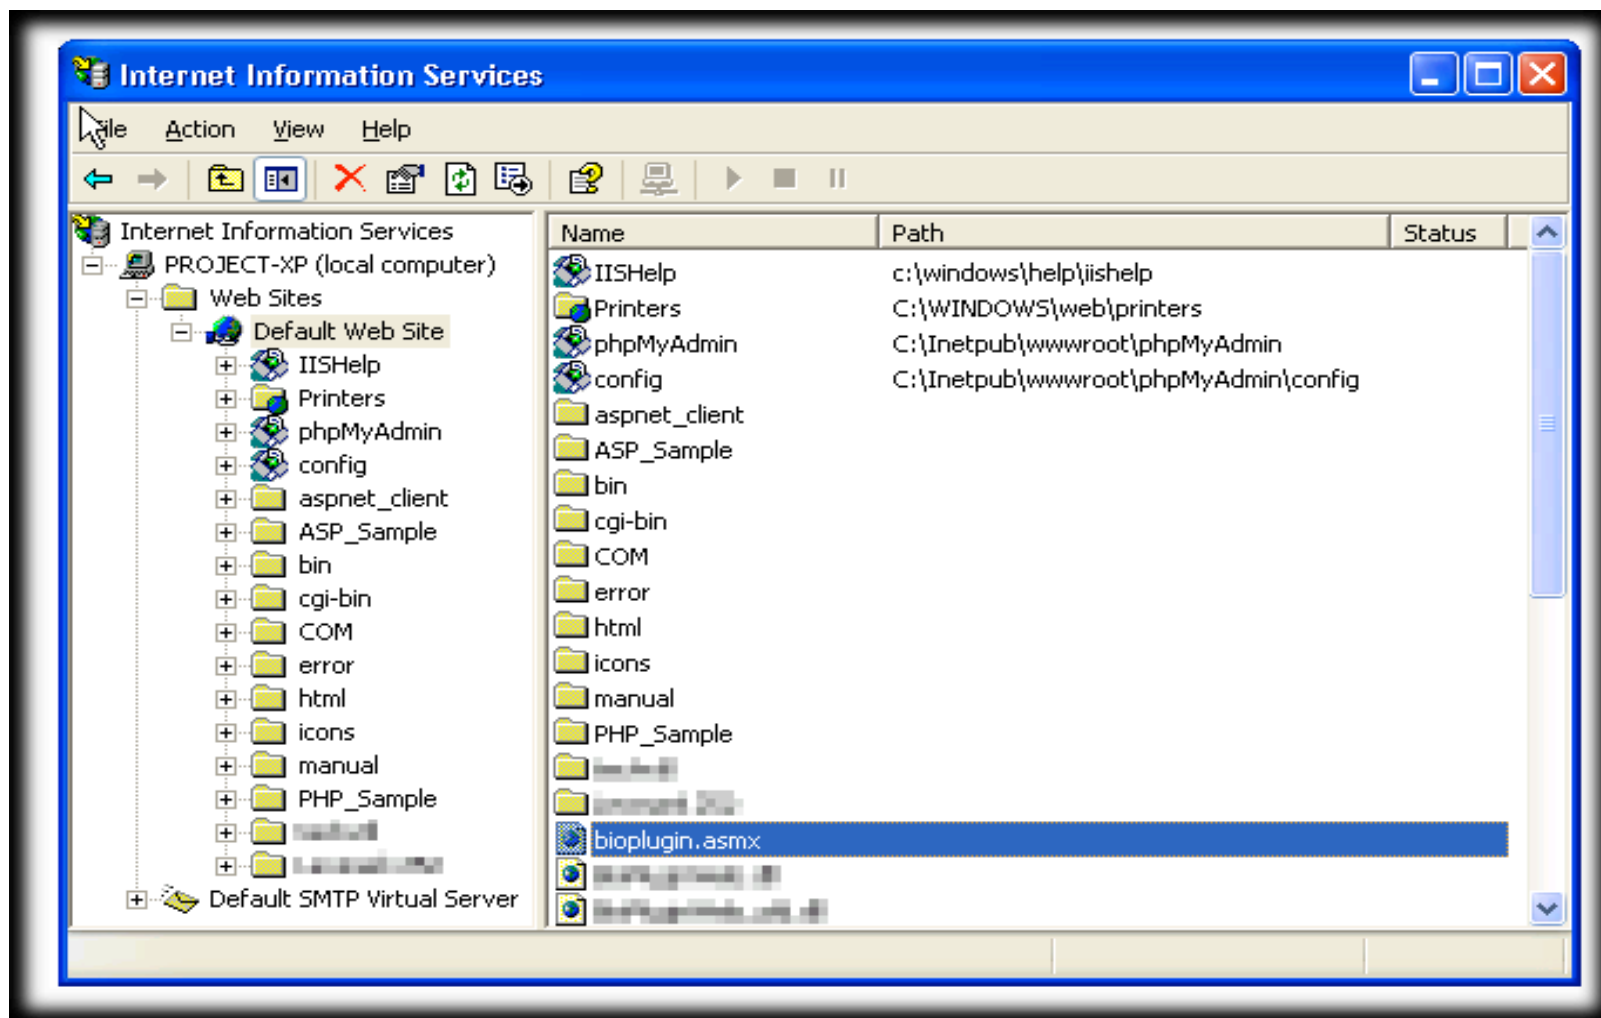 Internet Information Services
File Action View Help
Internet Information Services
PROJECT-XP (local computer)
Web Sites
Default Web Site
IISHelp
Printers
phpMyAdmin
config
aspnet_client
ASP_Sample
bin
cgi-bin
COM
error
html
icons
manual
PHP_Sample
Default SMTP Virtual Server
Name Path Status
IISHelp c:\windows\help\iishelp
Printers C:\WINDOWS\web\printers
phpMyAdmin C:\Inetpub\wwwroot\phpMyAdmin
config C:\Inetpub\wwwroot\phpMyAdmin\config
aspnet_client
ASP_Sample
bin
cgi-bin
COM
error
html
icons
manual
PHP_Sample
bioplugin.asmx